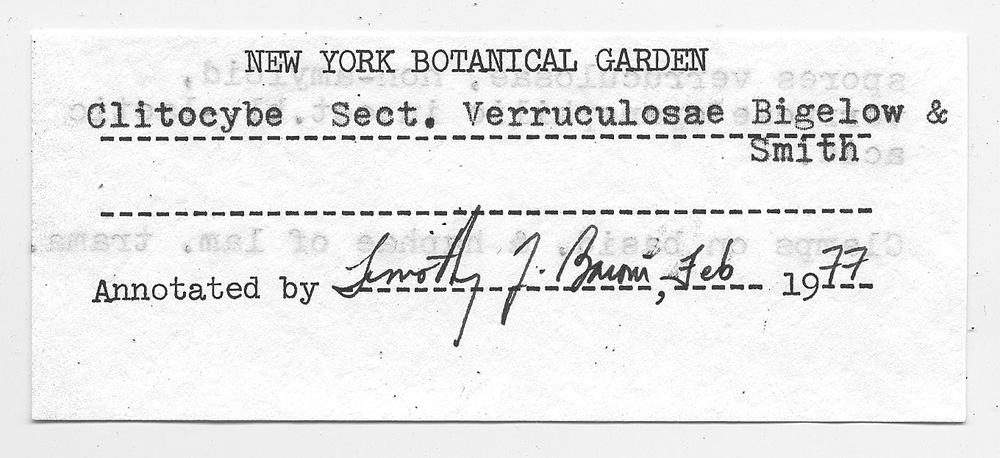 NEW YORK BOTANICAL GARDEN
Clitocybe Sect. Verruculosae Bigelow &
Smith
Annotated by Timothy J. Baroni, Feb 1977